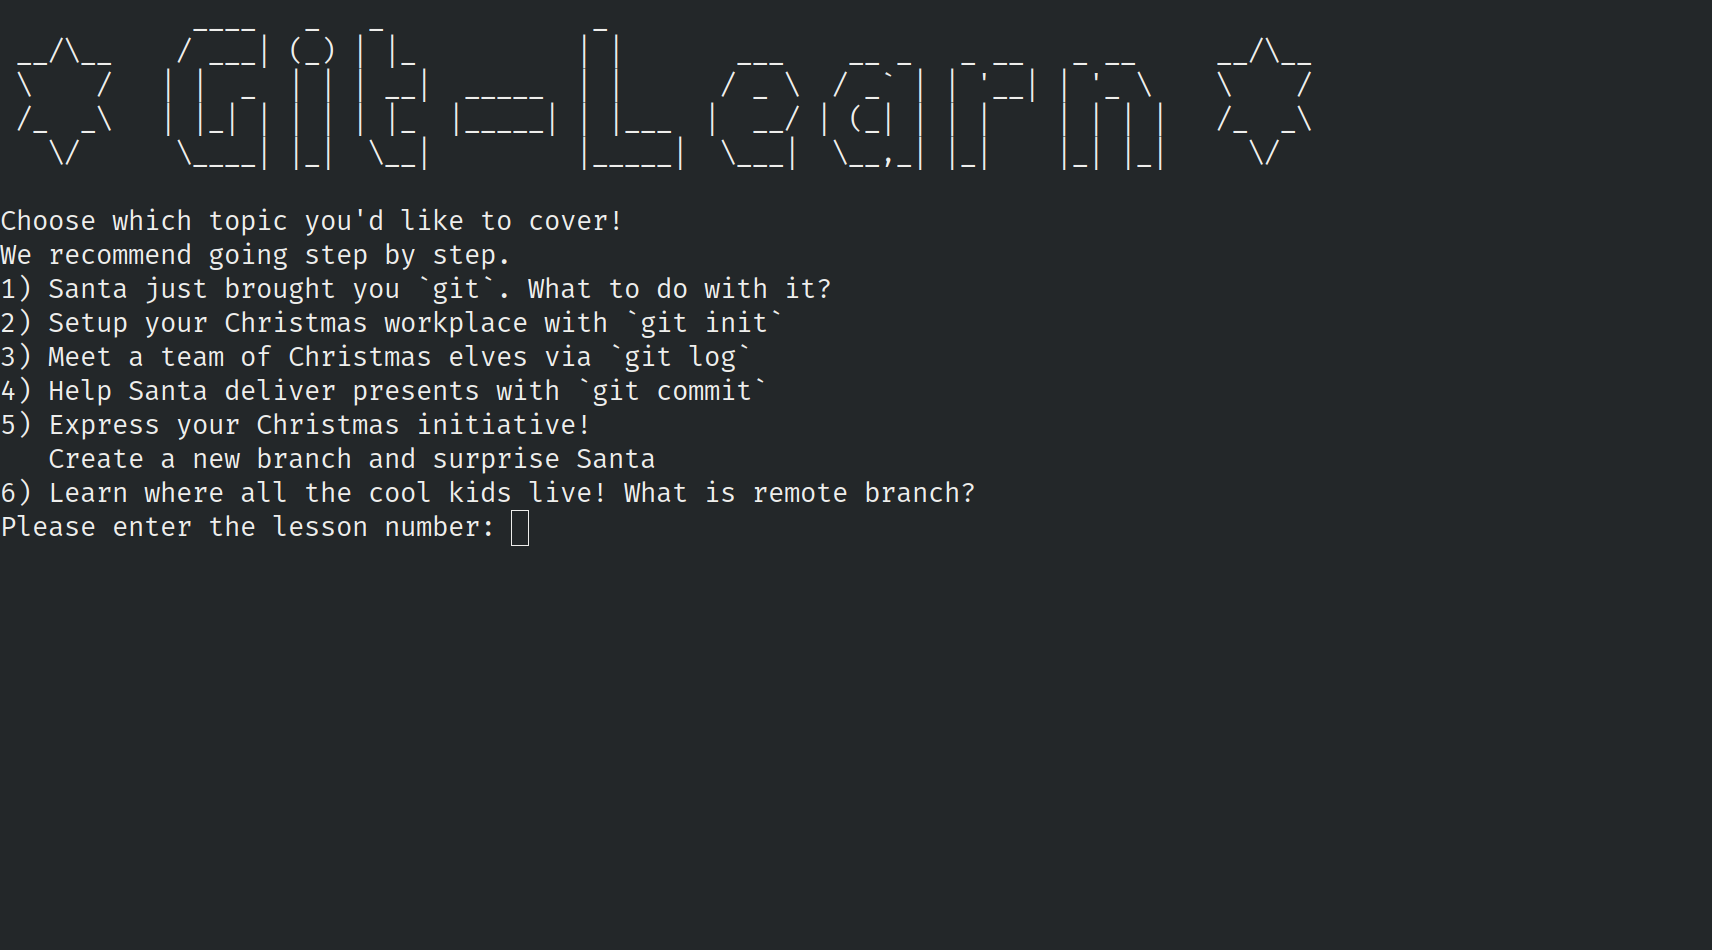 Git-Learn
Choose which topic you'd like to cover!
We recommend going step by step.
1) Santa just brought you `git`. What to do with it?
2) Setup your Christmas workplace with `git init`
3) Meet a team of Christmas elves via `git log`
4) Help Santa deliver presents with `git commit`
5) Express your Christmas initiative!
   Create a new branch and surprise Santa
6) Learn where all the cool kids live! What is remote branch?
Please enter the lesson number: